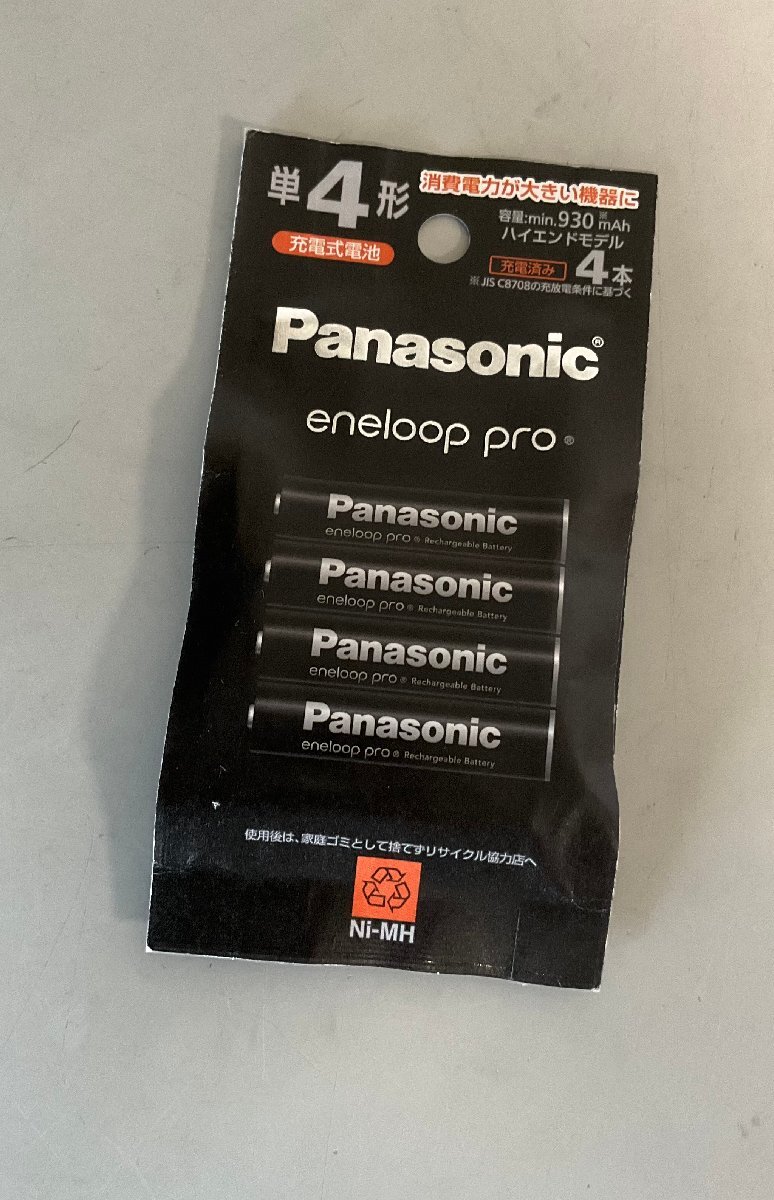 単4形
充電式電池
消費電力が大きい機器に
容量:min.930※mAh
ハイエンドモデル
充電済み 4本
※JIS C8708の充放電条件に基づく
Panasonic®
eneloop pro®
Panasonic
eneloop pro® Rechargeable Battery
Panasonic
eneloop pro® Rechargeable Battery
Panasonic
eneloop pro® Rechargeable Battery
Panasonic
eneloop pro® Rechargeable Battery
使用後は、家庭ゴミとして捨てずリサイクル協力店へ
Ni-MH